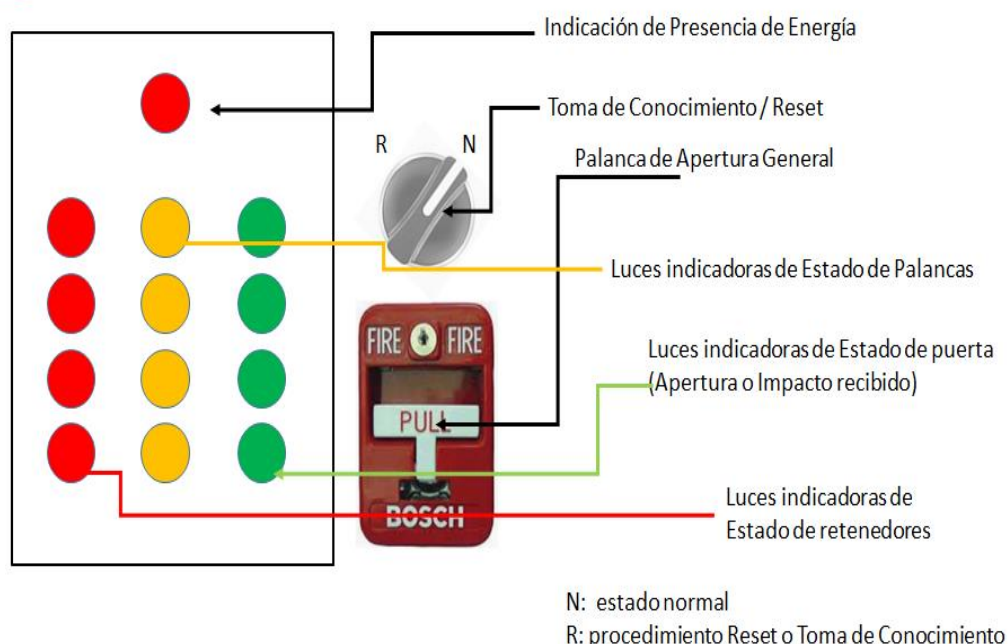 Indicación de Presencia de Energía
Toma de Conocimiento / Reset
R N
Palanca de Apertura General
Luces indicadoras de Estado de Palancas
FIRE FIRE
Luces indicadoras de Estado de puerta
(Apertura o Impacto recibido)
PULL
Luces indicadoras de
Estado de retenedores
BOSCH
N: estado normal
R: procedimiento Reset o Toma de Conocimiento